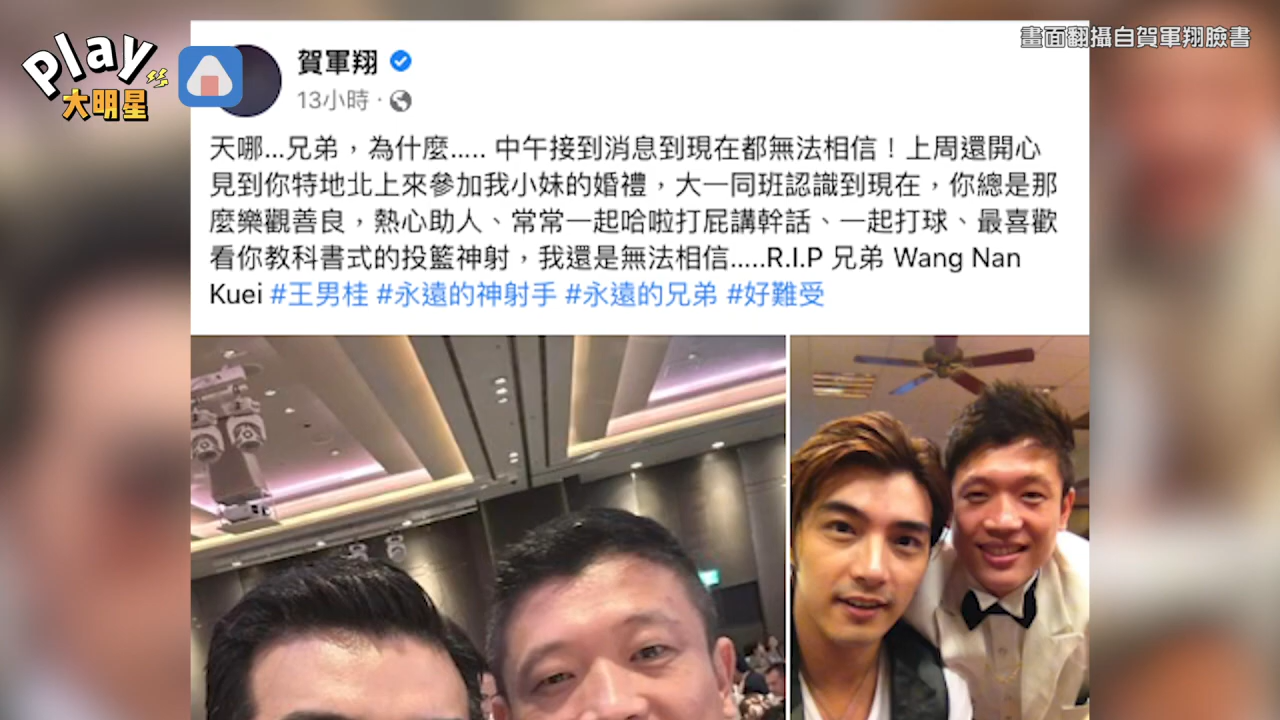 Play
大明星
畫面翻攝自賀軍翔臉書
賀軍翔
13小時 ·
天哪...兄弟，為什麼..... 中午接到消息到現在都無法相信！上周還開心
見到你特地北上來參加我小妹的婚禮，大一同班認識到現在，你總是那
麼樂觀善良，熱心助人、常常一起哈啦打屁講幹話、一起打球、最喜歡
看你教科書式的投籃神射，我還是無法相信.....R.I.P 兄弟 Wang Nan
Kuei #王男桂 #永遠的神射手 #永遠的兄弟 #好難受